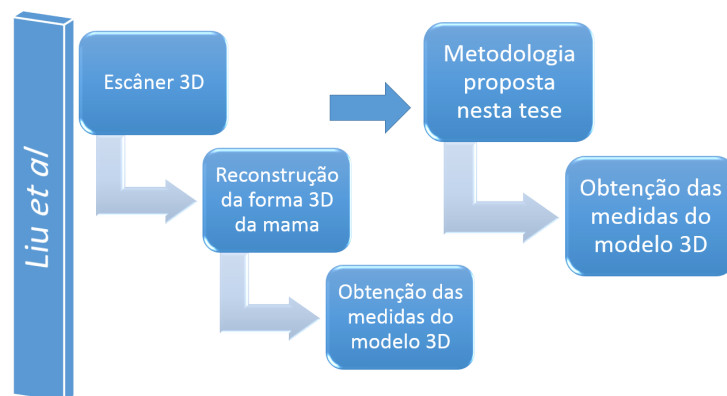 Liu et al
Escâner 3D
Reconstrução
da forma 3D
da mama
Obtenção das
medidas do
modelo 3D
Metodologia
proposta
nesta tese
Obtenção das
medidas do
modelo 3D